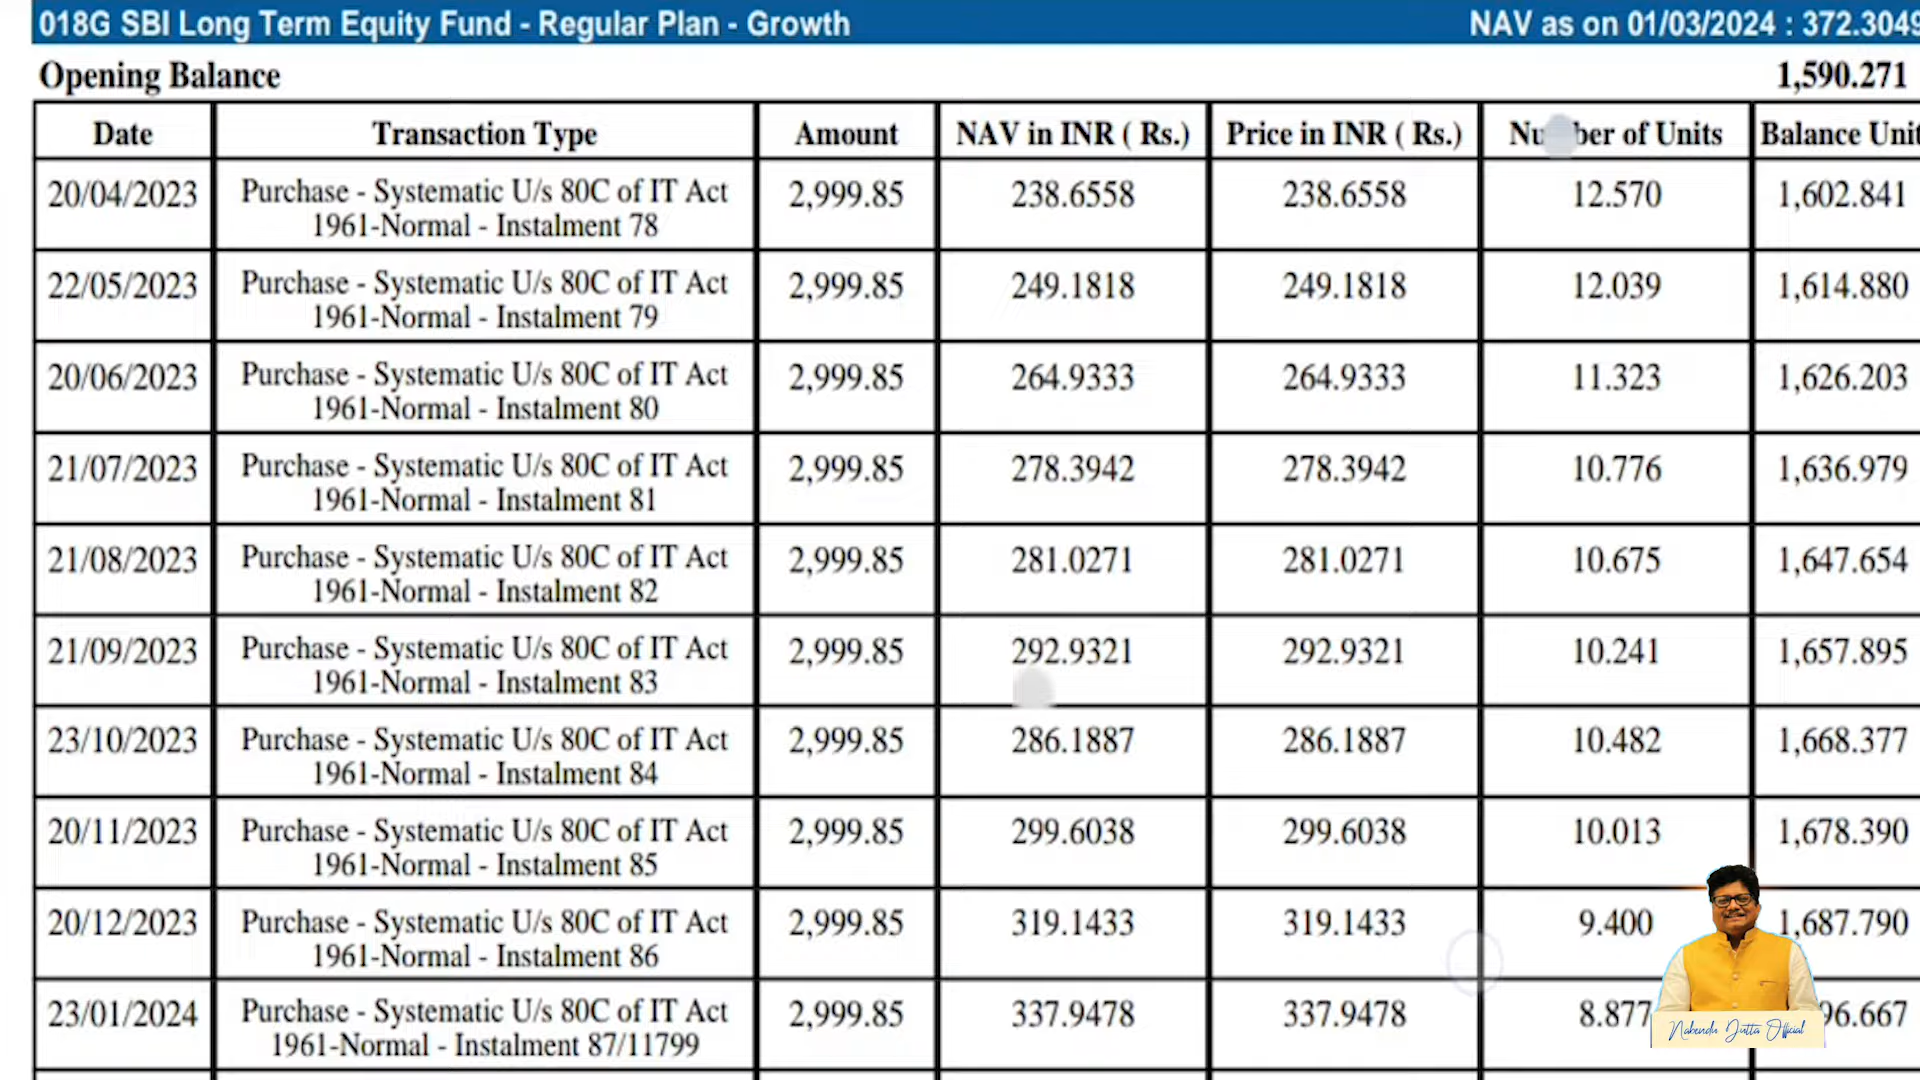 018G SBI Long Term Equity Fund - Regular Plan - Growth NAV as on 01/03/2024 : 372.3049
Opening Balance 1,590.271
Date Transaction Type Amount NAV in INR ( Rs.) Price in INR ( Rs.) of Units Balance
20/04/2023 Purchase - Systematic U/s 80C of IT Act 2,999.85 238.6558 238.6558 12.570 1,602.841
1961-Normal - Instalment 78
22/05/2023 Purchase - Systematic U/s 80C of IT Act 2,999.85 249.1818 249.1818 12.039 1,614.880
1961-Normal - Instalment 79
20/06/2023 Purchase - Systematic U/s 80C of IT Act 2,999.85 264.9333 264.9333 11.323 1,626.203
1961-Normal - Instalment 80
21/07/2023 Purchase - Systematic U/s 80C of IT Act 2,999.85 278.3942 278.3942 10.776 1,636.979
1961-Normal - Instalment 81
21/08/2023 Purchase - Systematic U/s 80C of IT Act 2,999.85 281.0271 281.0271 10.675 1,647.654
1961-Normal - Instalment 82
21/09/2023 Purchase - Systematic U/s 80C of IT Act 2,999.85 292.9321 292.9321 10.241 1,657.895
1961-Normal - Instalment 83
23/10/2023 Purchase - Systematic U/s 80C of IT Act 2,999.85 286.1887 286.1887 10.482 1,668.377
1961-Normal - Instalment 84
20/11/2023 Purchase - Systematic U/s 80C of IT Act 2,999.85 299.6038 299.6038 10.013 1,678.390
1961-Normal - Instalment 85
20/12/2023 Purchase - Systematic U/s 80C of IT Act 2,999.85 319.1433 319.1433 9.400 1,687.790
1961-Normal - Instalment 86
23/01/2024 Purchase - Systematic U/s 80C of IT Act 2,999.85 337.9478 337.9478 8.877 96.667
1961-Normal - Instalment 87/11799
Nabendu Dutta Official